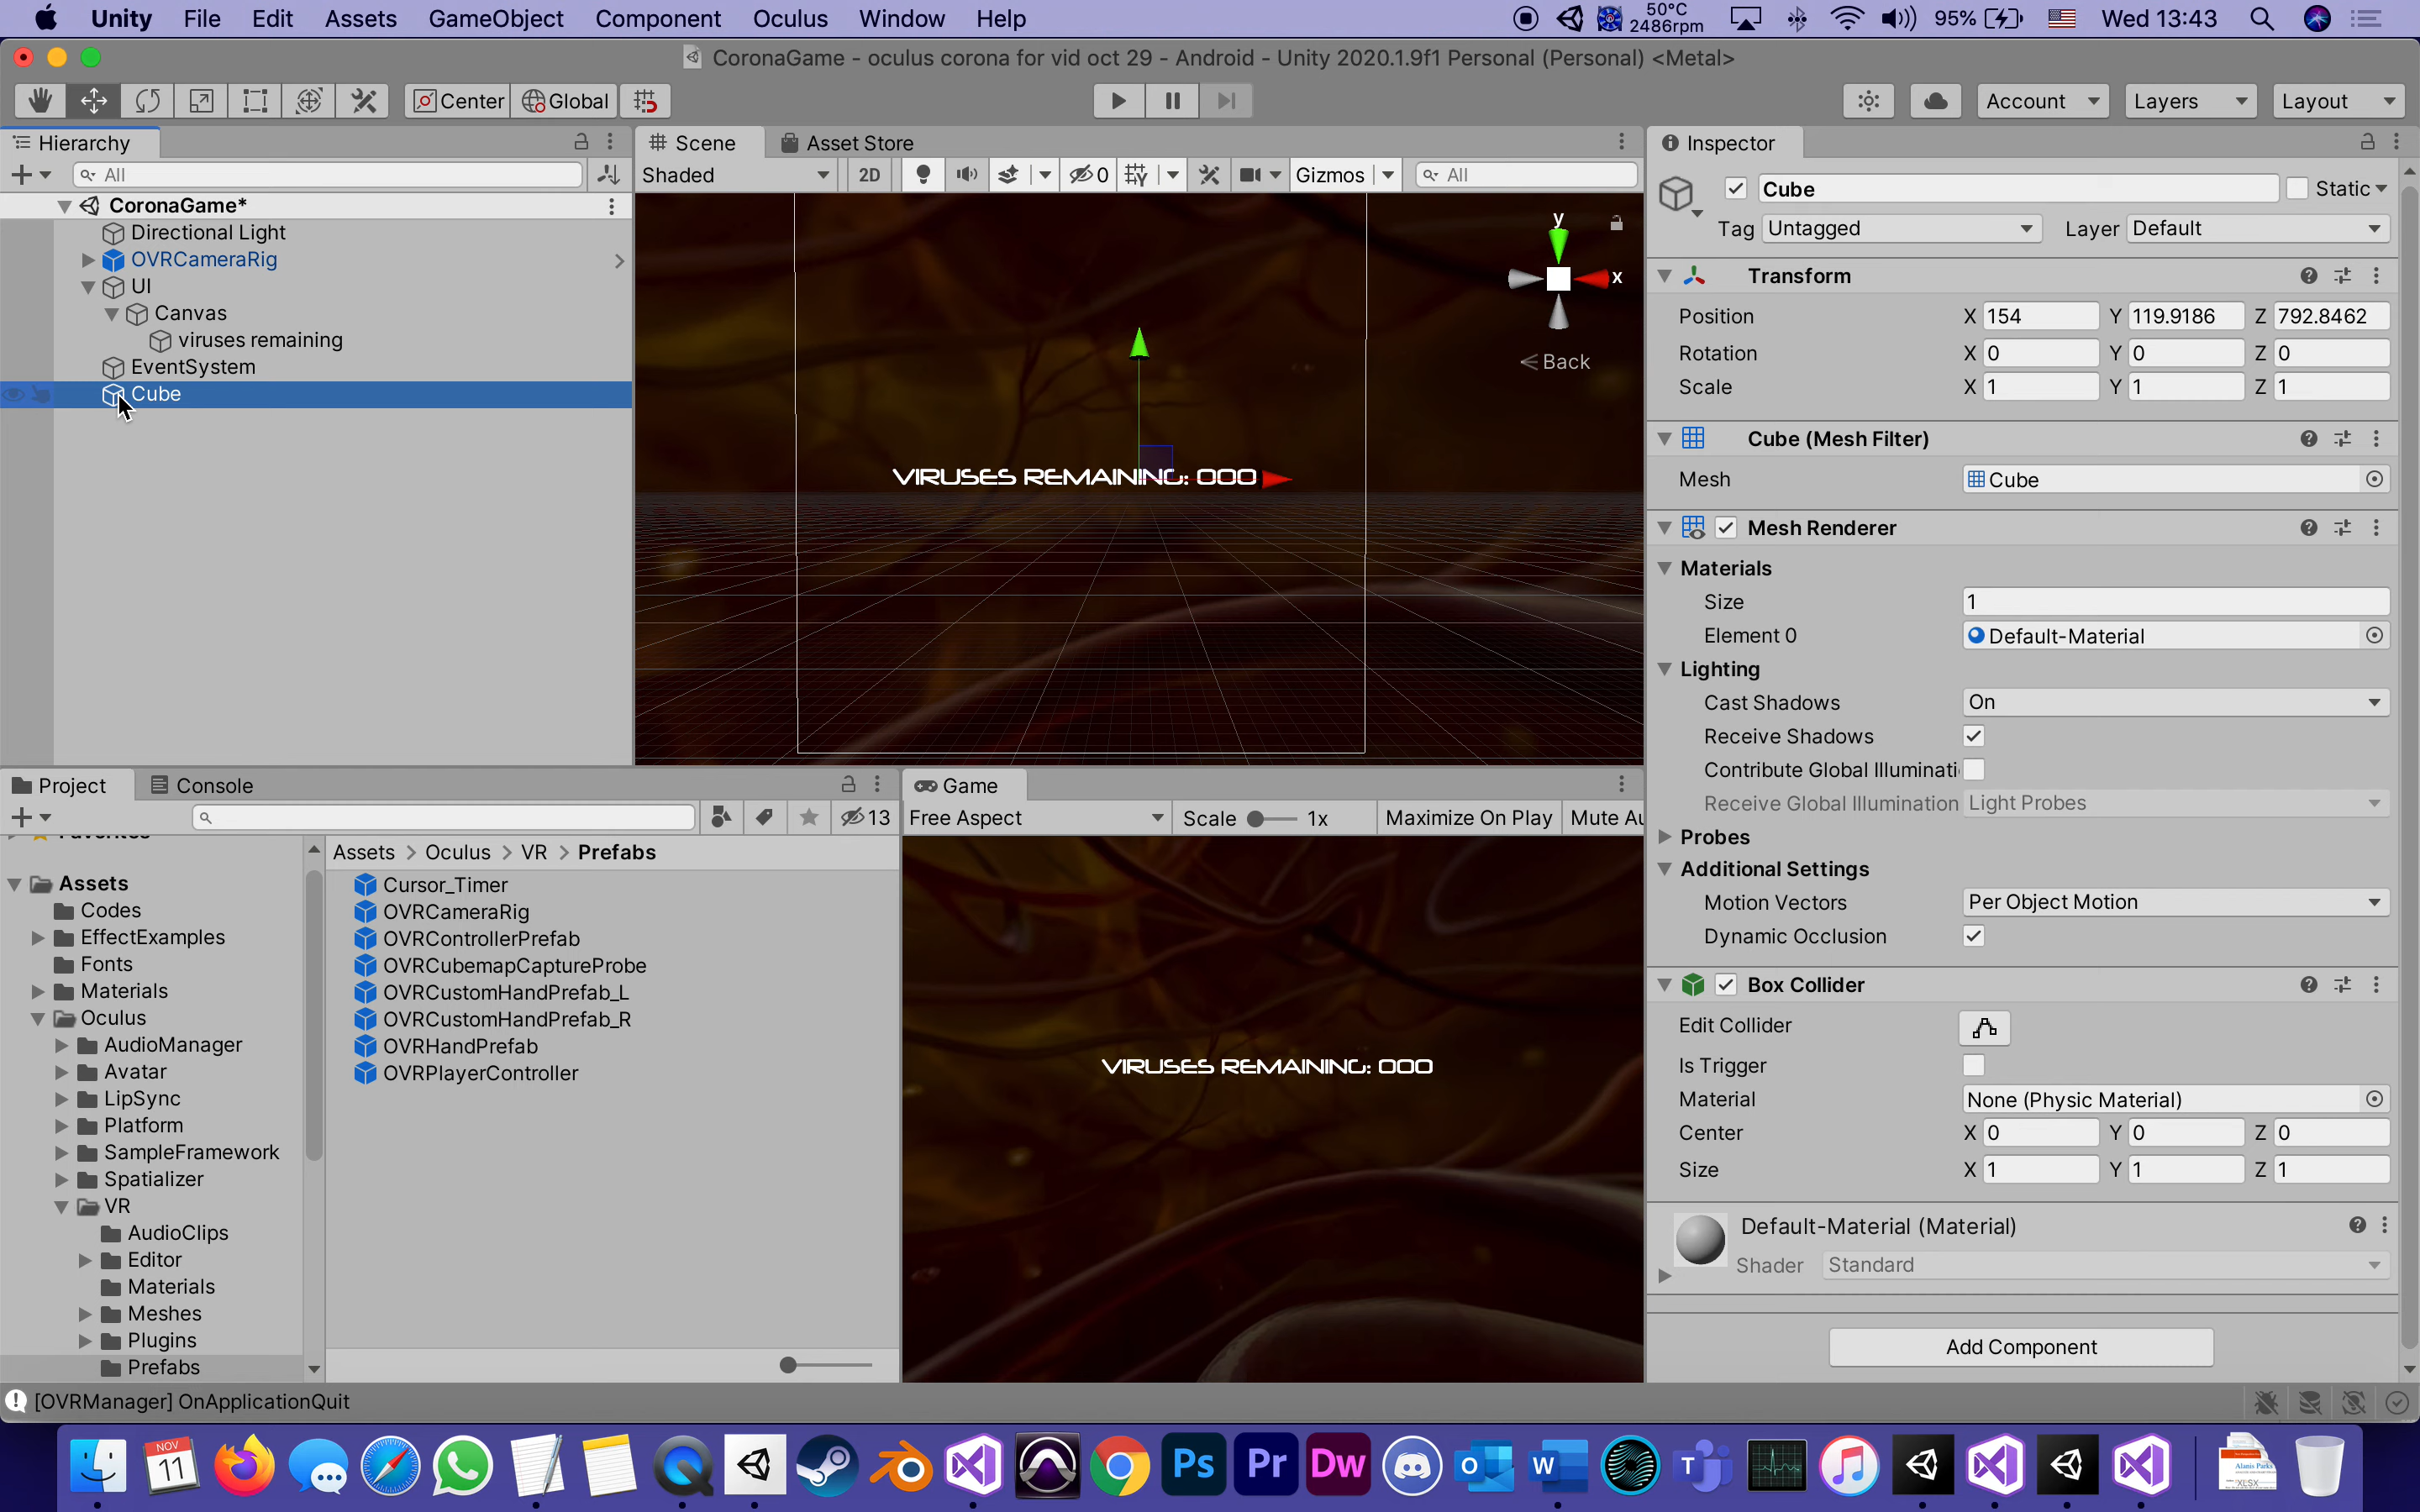 Unity File Edit Assets GameObject Component Oculus Window Help 50°C 2486rpm 95% Wed 13:43
CoronaGame - oculus corona for vid oct 29 - Android - Unity 2020.1.9f1 Personal (Personal) <Metal>
Center Global Account Layers Layout
Hierarchy
All
CoronaGame*
Directional Light
OVRCameraRig
UI
Canvas
viruses remaining
EventSystem
Cube
Scene Asset Store
Shaded 2D 0 Gizmos All
y
x
Back
VIRUSES REMAINING: 000
Inspector
Cube Static
Tag Untagged Layer Default
Transform
Position X 154 Y 119.9186 Z 792.8462
Rotation X 0 Y 0 Z 0
Scale X 1 Y 1 Z 1
Cube (Mesh Filter)
Mesh Cube
Mesh Renderer
Materials
Size 1
Element 0 Default-Material
Lighting
Cast Shadows On
Receive Shadows
Contribute Global Illuminati
Receive Global Illumination Light Probes
Probes
Additional Settings
Motion Vectors Per Object Motion
Dynamic Occlusion
Box Collider
Edit Collider
Is Trigger
Material None (Physic Material)
Center X 0 Y 0 Z 0
Size X 1 Y 1 Z 1
Default-Material (Material)
Shader Standard
Add Component
Project Console
13
Assets
Codes
EffectExamples
Fonts
Materials
Oculus
AudioManager
Avatar
LipSync
Platform
SampleFramework
Spatializer
VR
AudioClips
Editor
Materials
Meshes
Plugins
Prefabs
Assets > Oculus > VR > Prefabs
Cursor_Timer
OVRCameraRig
OVRControllerPrefab
OVRCubemapCaptureProbe
OVRCustomHandPrefab_L
OVRCustomHandPrefab_R
OVRHandPrefab
OVRPlayerController
Game
Free Aspect Scale 1x Maximize On Play Mute Au
VIRUSES REMAINING: 000
[OVRManager] OnApplicationQuit
NOV
11
Ps Pr Dw O W T
Alanis Parks
XLSX